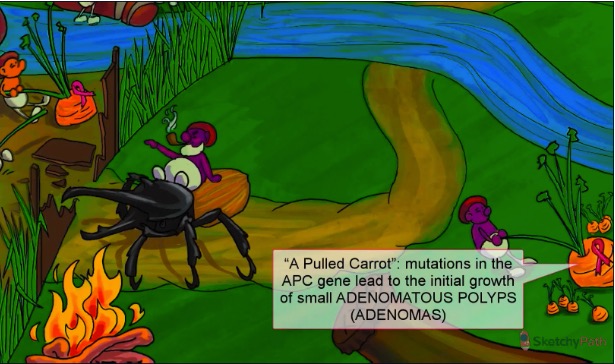 “A Pulled Carrot”: mutations in the
APC gene lead to the initial growth
of small ADENOMATOUS POLYPS
(ADENOMAS)
SketchyPath